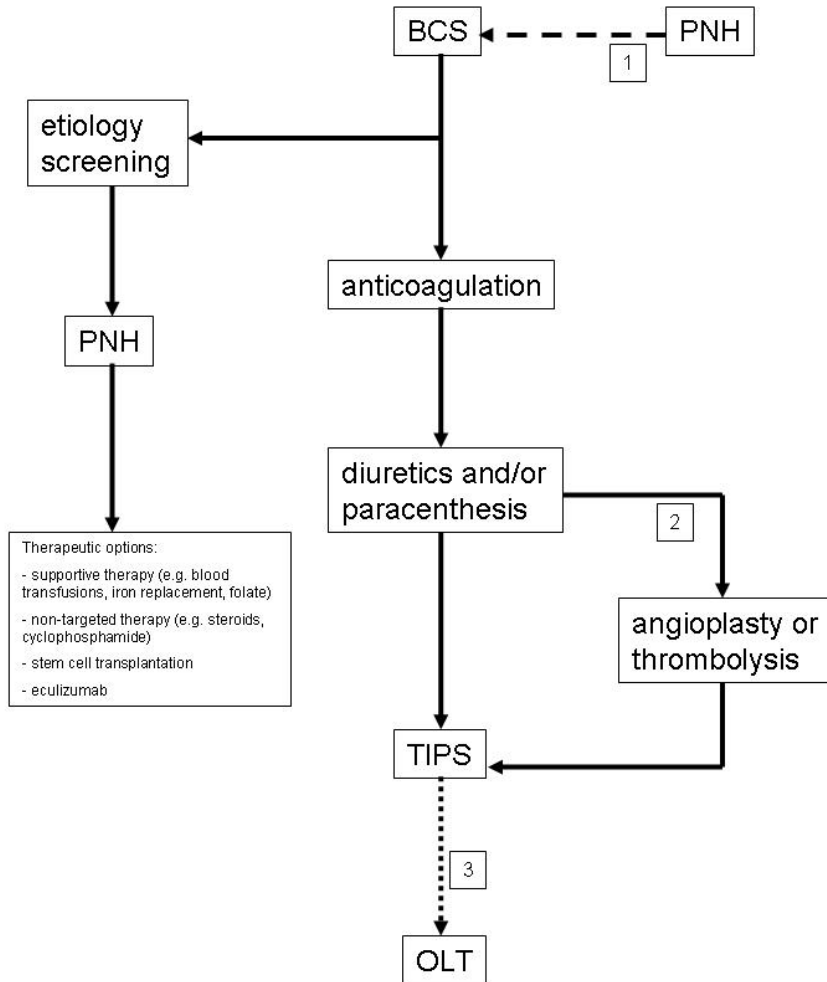 BCS
PNH
1
etiology
screening
anticoagulation
PNH
diuretics and/or
paracenthesis
2
Therapeutic options:
- supportive therapy (e.g. blood
transfusions, iron replacement, folate)
- non-targeted therapy (e.g. steroids,
cyclophosphamide)
- stem cell transplantation
- eculizumab
angioplasty or
thrombolysis
TIPS
3
OLT